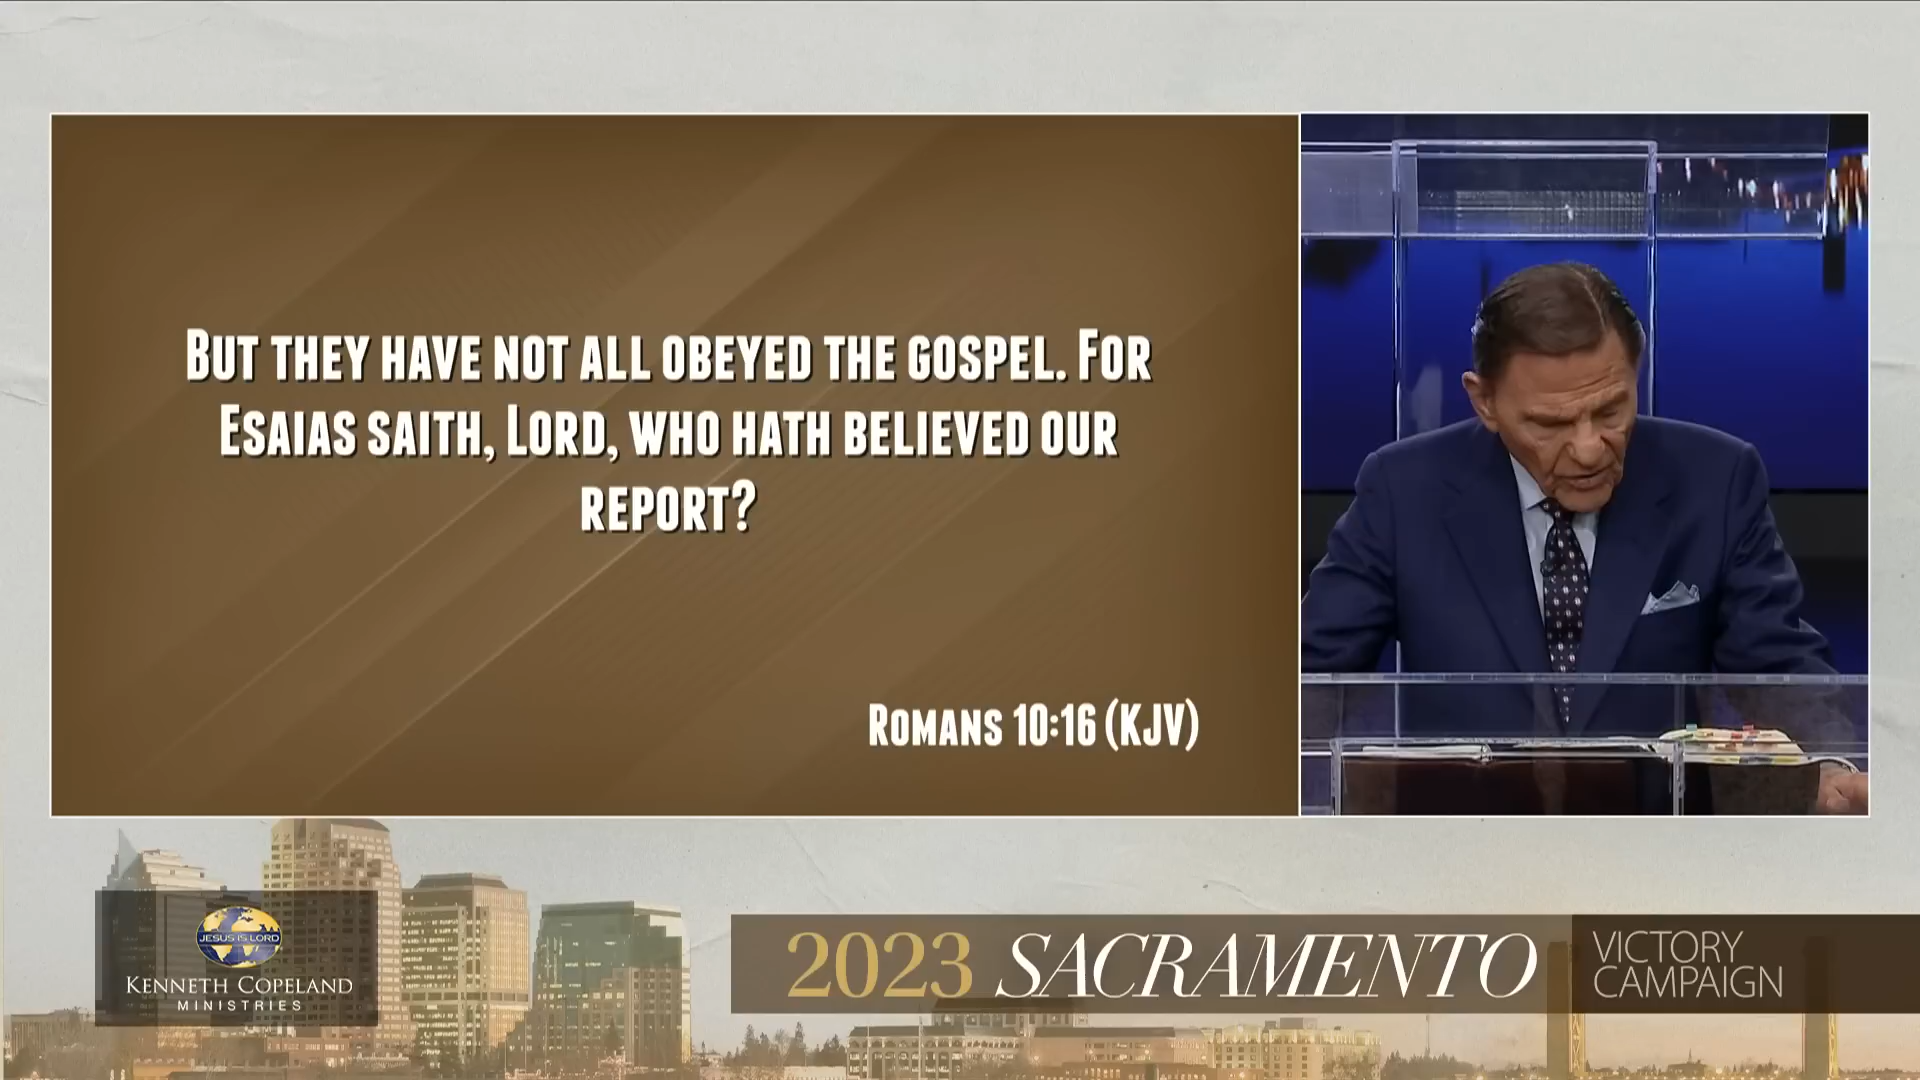 But they have not all obeyed the gospel. For
Esaias saith, Lord, who hath believed our
report?
Romans 10:16 (KJV)
JESUS IS LORD
KENNETH COPELAND
MINISTRIES
2023 SACRAMENTO
VICTORY
CAMPAIGN